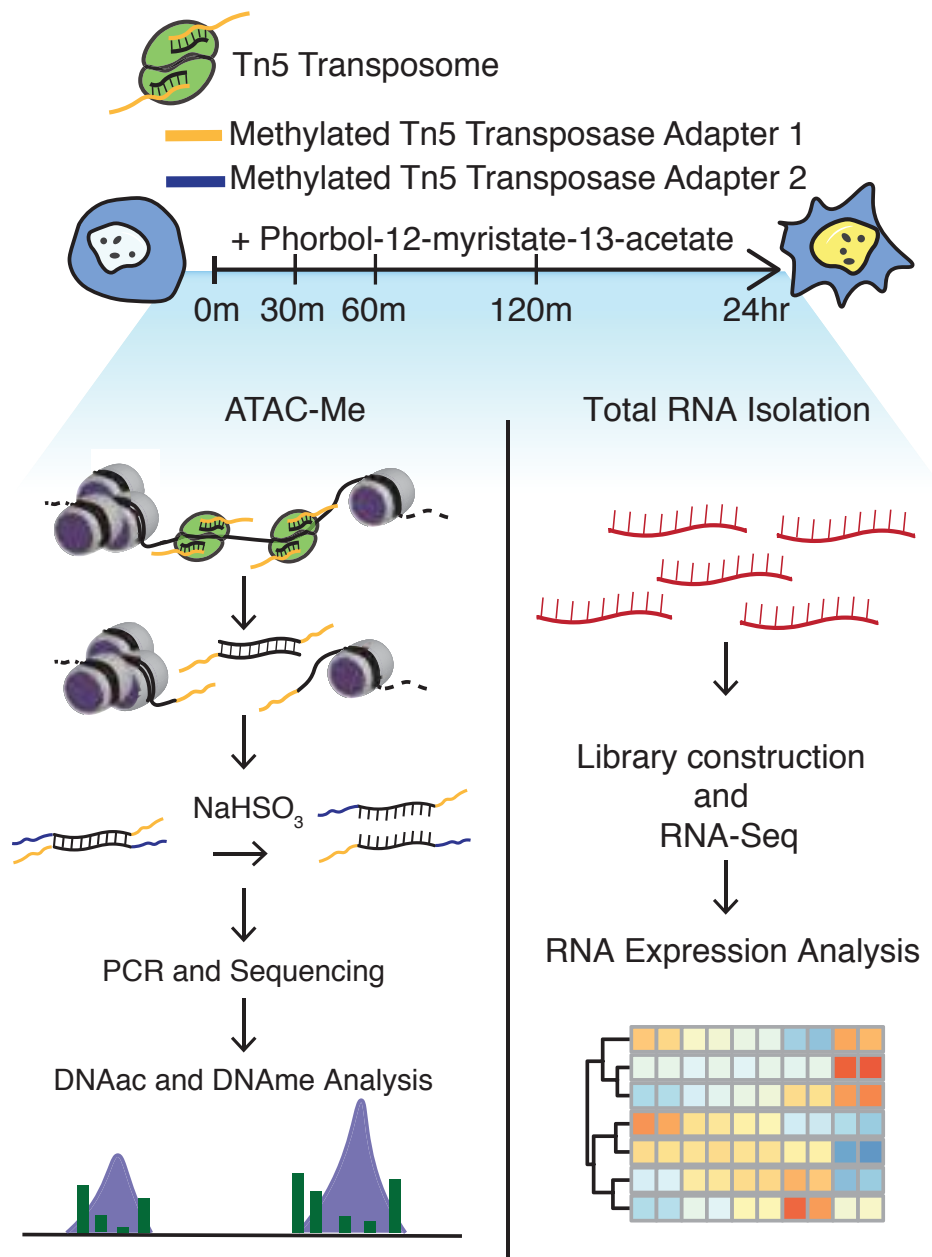 Tn5 Transposome
Methylated Tn5 Transposase Adapter 1
Methylated Tn5 Transposase Adapter 2
+ Phorbol-12-myristate-13-acetate
0m 30m 60m 120m 24hr
ATAC-Me
NaHSO₃
PCR and Sequencing
DNAac and DNAme Analysis
Total RNA Isolation
Library construction
and
RNA-Seq
RNA Expression Analysis